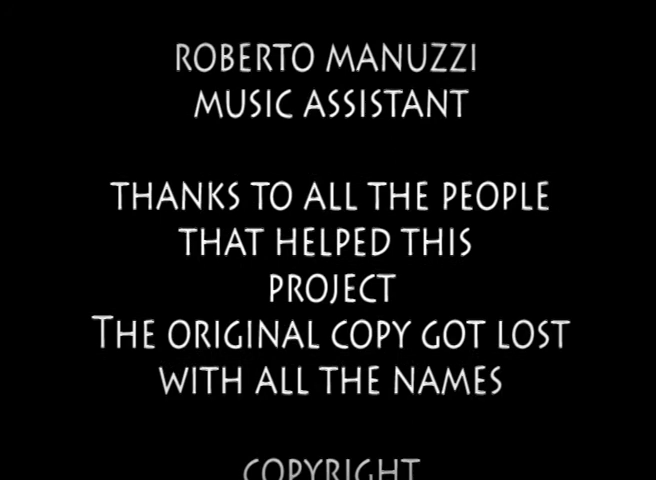 ROBERTO MANUZZI
MUSIC ASSISTANT
THANKS TO ALL THE PEOPLE
THAT HELPED THIS
PROJECT
THE ORIGINAL COPY GOT LOST
WITH ALL THE NAMES
COPYRIGHT